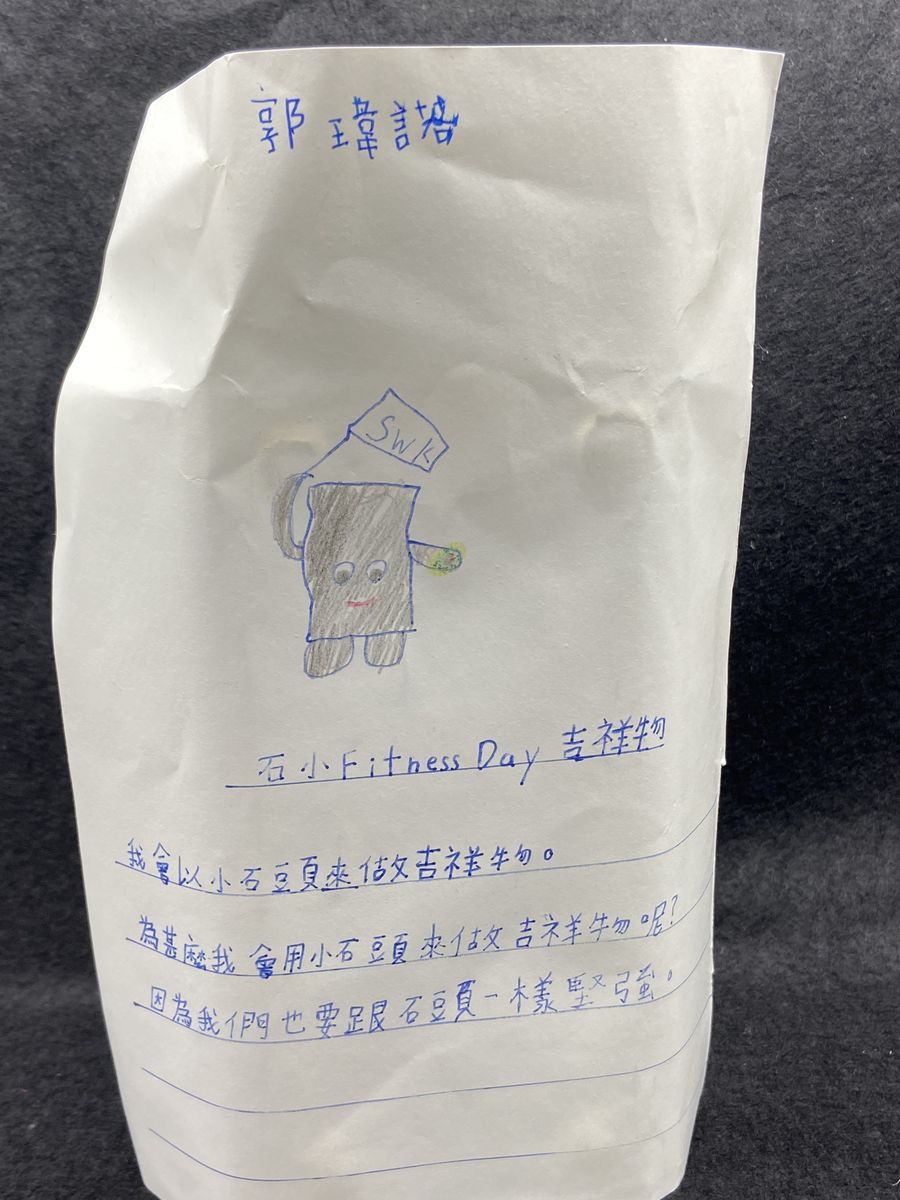 郭瑋諾
SWK
石小Fitness Day 吉祥物
我會以小石頭來做吉祥物。
為甚麼我會用小石頭來做吉祥物呢?
因為我們也要跟石頭一樣堅強。